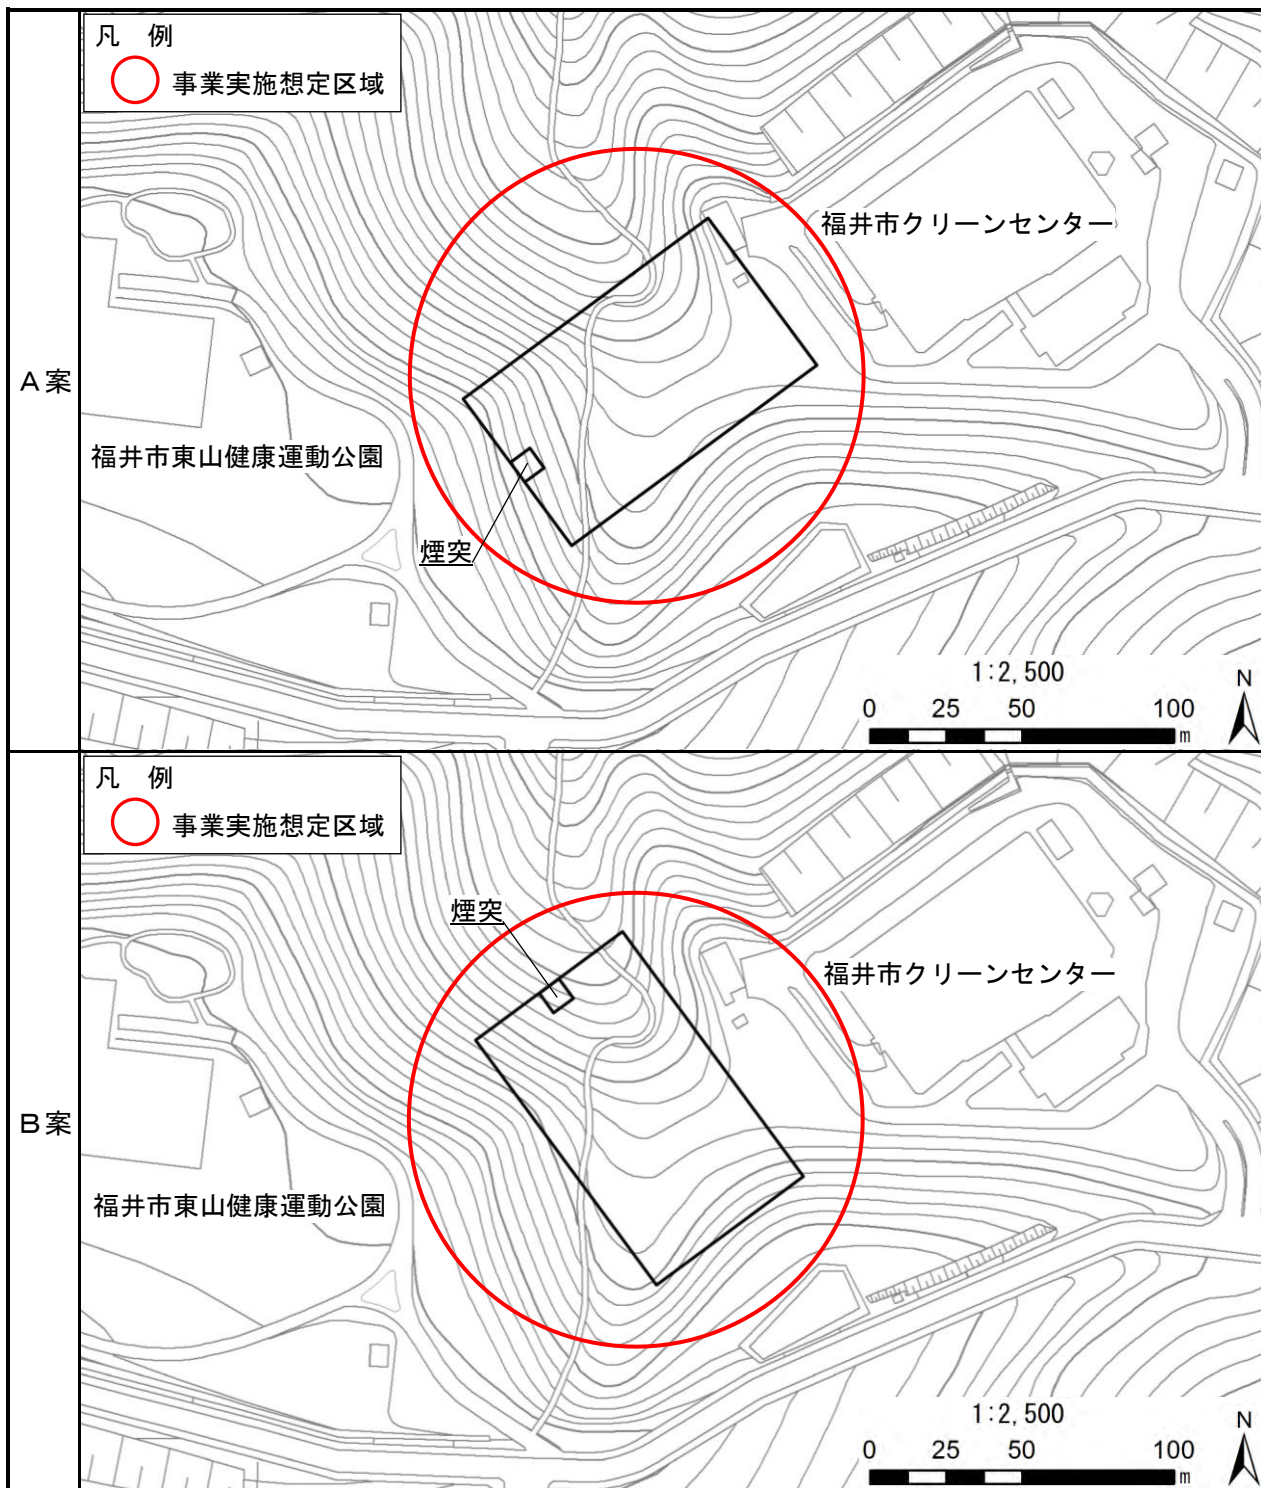 A案
凡　例
事業実施想定区域
福井市クリーンセンター
福井市東山健康運動公園
煙突
1:2,500
0 25 50 100
m
N
B案
凡　例
事業実施想定区域
煙突
福井市クリーンセンター
福井市東山健康運動公園
1:2,500
0 25 50 100
m
N